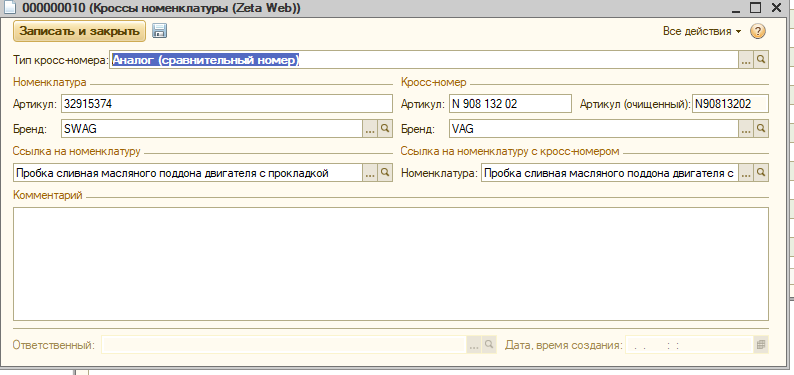 000000010 (Кроссы номенклатуры (Zeta Web))
Записать и закрыть Все действия ?
Тип кросс-номера: Аналог (сравнительный номер) ...
Номенклатура Кросс-номер
Артикул: 32915374 Артикул: N 908 132 02 Артикул (очищенный): N90813202
Бренд: SWAG ... Бренд: VAG ...
Ссылка на номенклатуру Ссылка на номенклатуру с кросс-номером
Пробка сливная масляного поддона двигателя с прокладкой ... Номенклатура: Пробка сливная масляного поддона двигателя с ...
Комментарий
Ответственный: ... Дата, время создания: . . : :